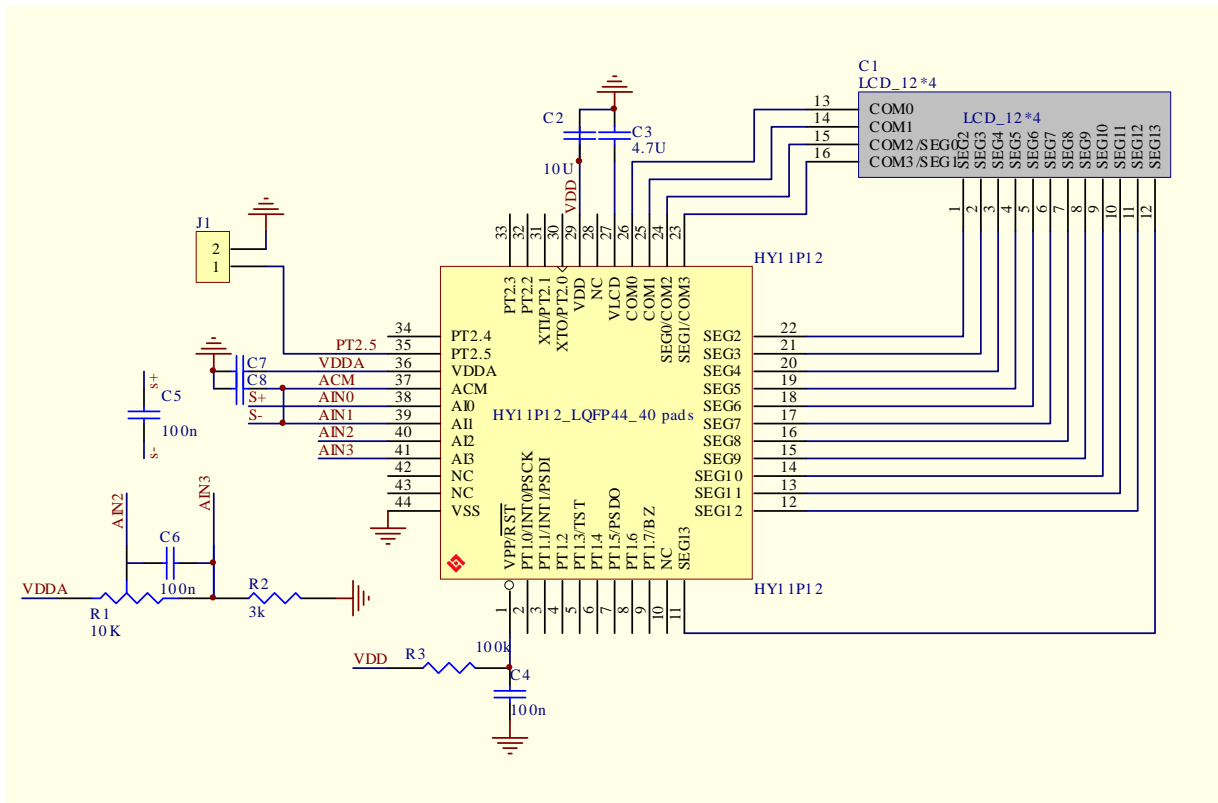 C1
LCD_12*4
13 COM0
14 COM1
15 COM2/SEG0
16 COM3/SEG1
LCD_12*4
SEG2
SEG3
SEG4
SEG5
SEG6
SEG7
SEG8
SEG9
SEG10
SEG11
SEG12
SEG13
1
2
3
4
5
6
7
8
9
10
11
12
C2
10U
C3
4.7U
VDD
J1
2
1
33
32
31
30
29
28
27
26
25
24
23
HY11P12
PT2.3
PT2.2
XTI/PT2.1
XTO/PT2.0
VDD
NC
VLCD
COM0
COM1
SEG0/COM2
SEG1/COM3
34 PT2.4
PT2.5 35 PT2.5
C7 VDDA 36 VDDA
C8 ACM 37 ACM
S+ AIN0 38 AI0
S- AIN1 39 AI1
AIN2 40 AI2
AIN3 41 AI3
42 NC
43 NC
44 VSS
HY11P12_LQFP44_40 pads
SEG2 22
SEG3 21
SEG4 20
SEG5 19
SEG6 18
SEG7 17
SEG8 16
SEG9 15
SEG10 14
SEG11 13
SEG12 12
VPP/RST
PT1.0/INT0/PSCK
PT1.1/INT1/PSDI
PT1.2
PT1.3/TST
PT1.4
PT1.5/PSDO
PT1.6
PT1.7/BZ
NC
SEG13
HY11P12
1
2
3
4
5
6
7
8
9
10
11
s+
C5
100n
s-
AIN2
AIN3
C6
100n
VDDA
R1
10K
R2
3k
VDD
R3
100k
C4
100n